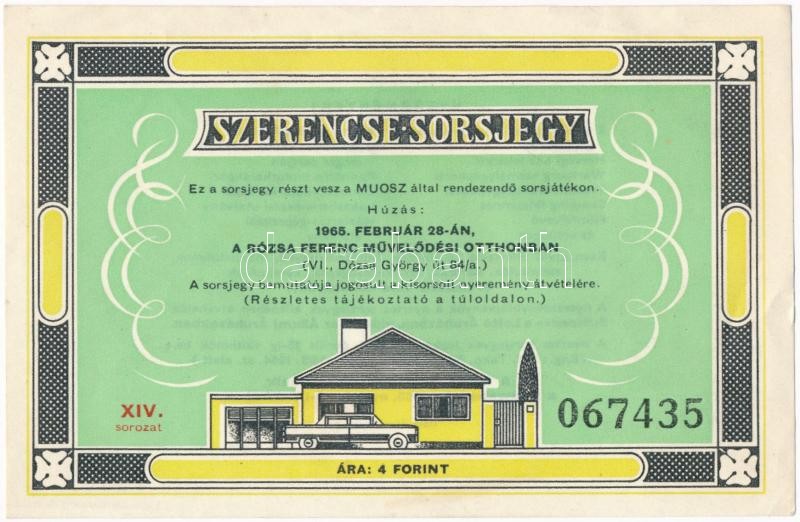 SZERENCSE·SORSJEGY
Ez a sorsjegy részt vesz a MUOSZ által rendezendő sorsjátékon.
Húzás:
1965. FEBRUÁR 28-ÁN,
A RÓZSA FERENC MŰVELŐDÉSI OTTHONBAN
(VI., Dózsa György út 84/a.)
A sorsjegy bemutatója jogosult a kisorsolt nyeremény átvételére.
(Részletes tájékoztató a túloldalon.)
darabanth
XIV.
sorozat
067435
ÁRA: 4 FORINT